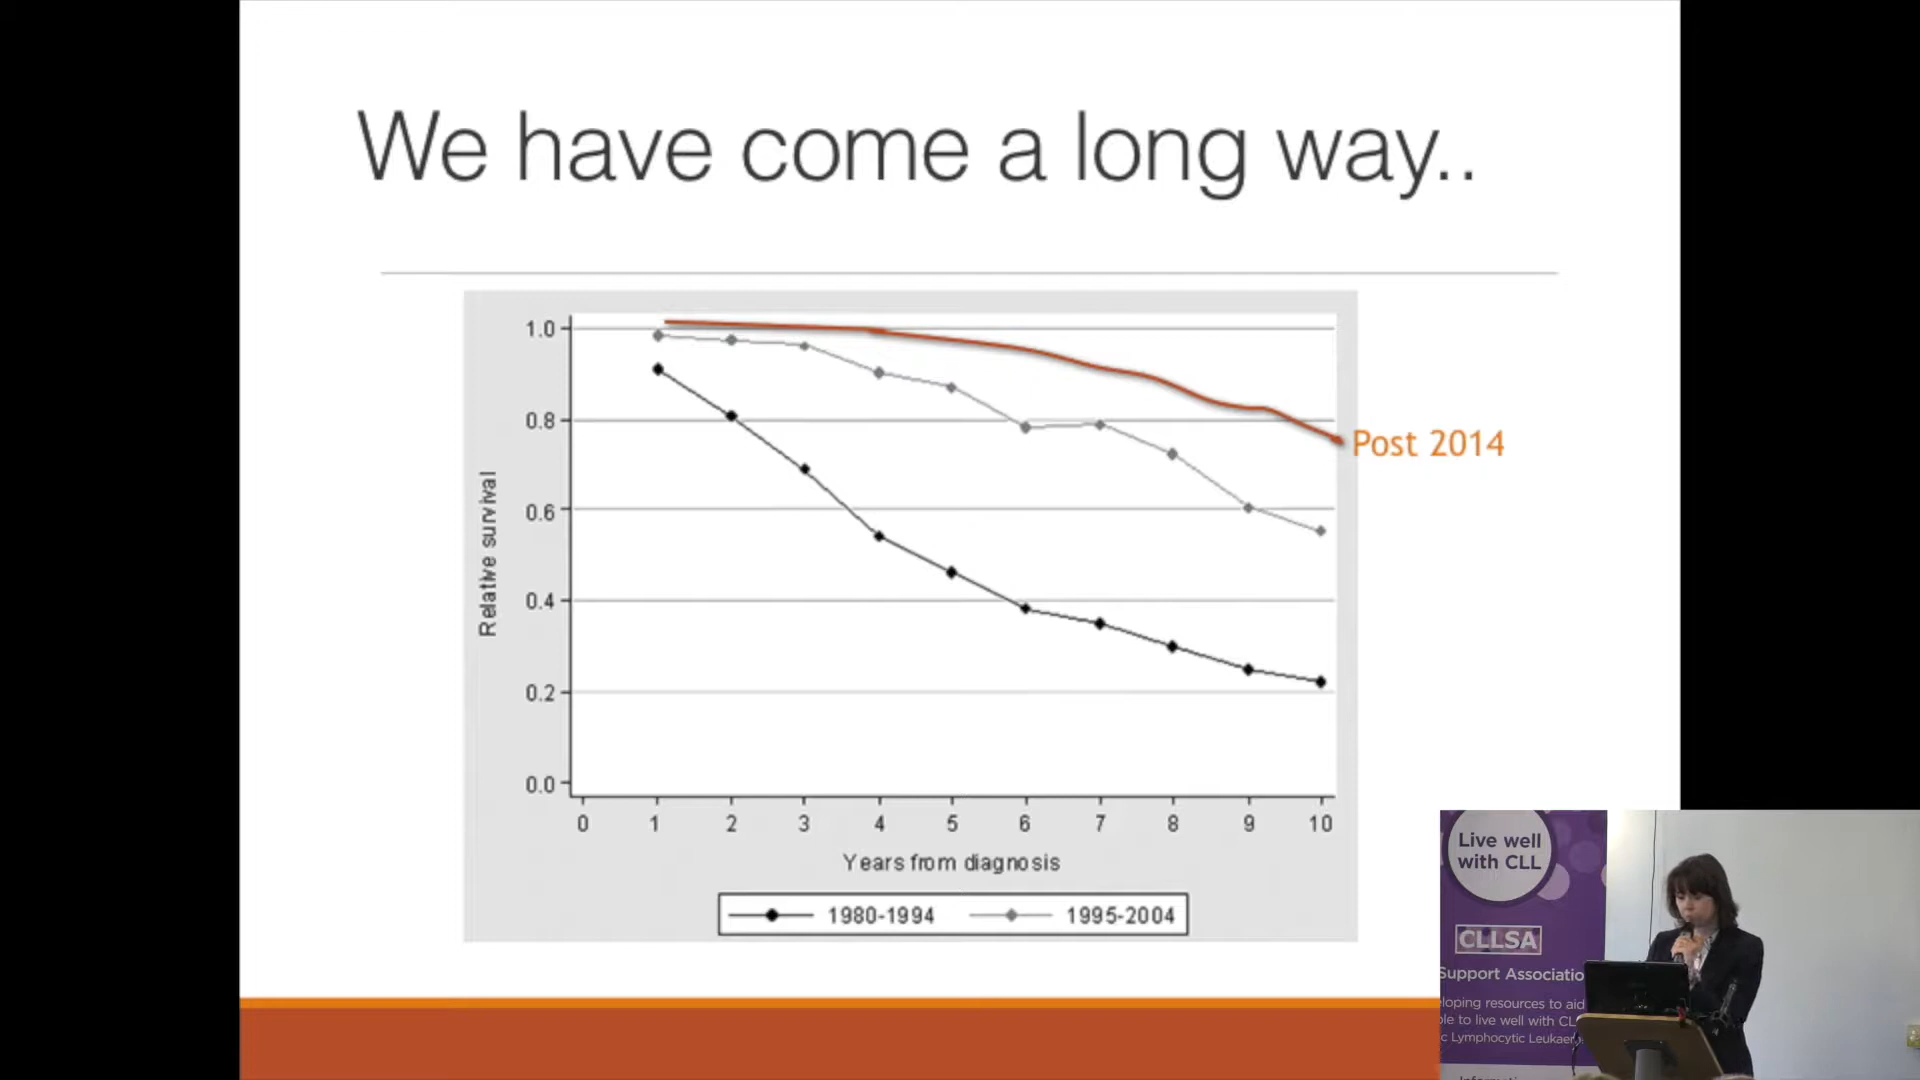 We have come a long way..
1.0
0.8
0.6
0.4
0.2
0.0
Relative survival
Post 2014
0 1 2 3 4 5 6 7 8 9 10
Years from diagnosis
1980-1994 1995-2004
Live well
with CLL
CLLSA
Support Associatio
loping resources to aid
ple to live well with CL
c Lymphocytic Leukaem